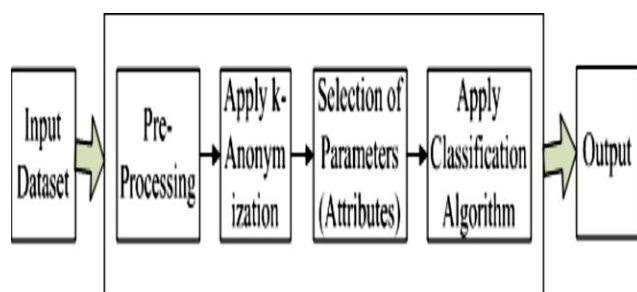 Input
Dataset
Pre-
Processing
Apply k-
Anonym
ization
Selection of
Parameters
(Attributes)
Apply
Classification
Algorithm
Output